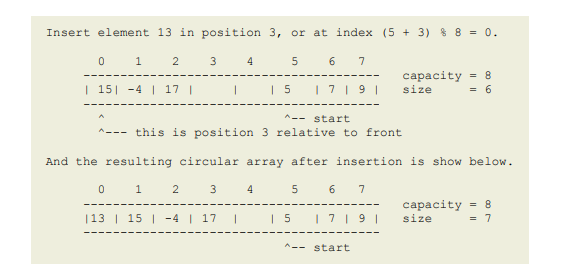 Insert element 13 in position 3, or at index (5 + 3) % 8 = 0.
0 1 2 3 4 5 6 7
----------------------------------------
capacity = 8
| 15| -4 | 17 | | | 5 | 7 | 9 | size = 6
----------------------------------------
^ ^-- start
^--- this is position 3 relative to front
And the resulting circular array after insertion is show below.
0 1 2 3 4 5 6 7
----------------------------------------
capacity = 8
|13 | 15 | -4 | 17 | | 5 | 7 | 9 | size = 7
----------------------------------------
^-- start